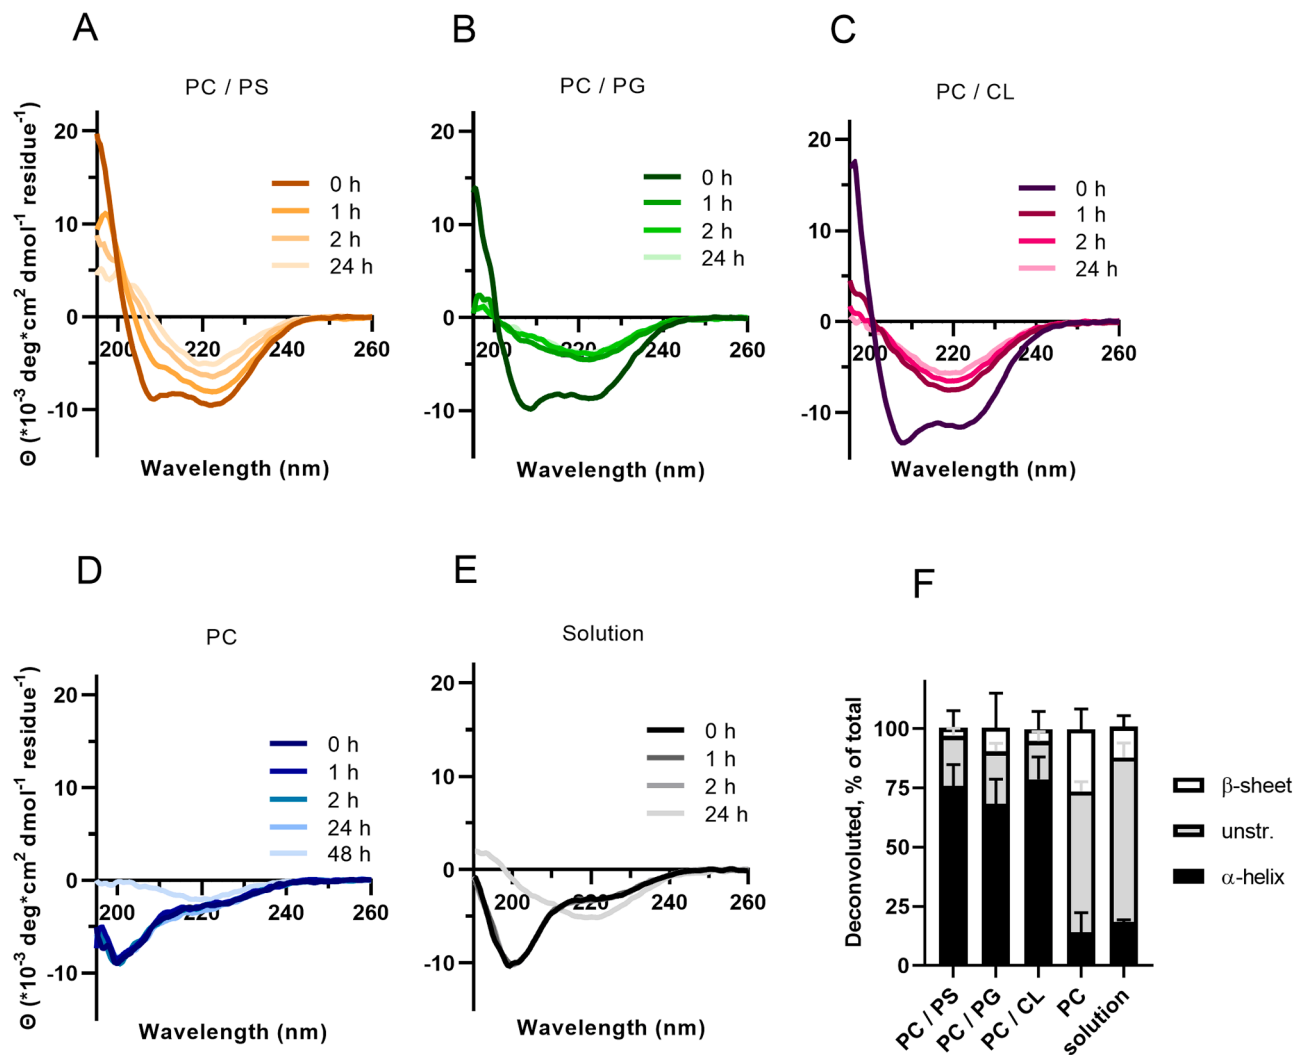 A
B
C
PC / PS
PC / PG
PC / CL
Θ (*10⁻³ deg*cm² dmol⁻¹ residue⁻¹)
20
10
0
-10
200
220
240
260
0 h
1 h
2 h
24 h
Wavelength (nm)
20
10
0
-10
200
220
240
260
0 h
1 h
2 h
24 h
Wavelength (nm)
20
10
0
-10
200
220
240
260
0 h
1 h
2 h
24 h
Wavelength (nm)
D
E
F
PC
Solution
Θ (*10⁻³ deg*cm² dmol⁻¹ residue⁻¹)
20
10
0
-10
200
220
240
260
0 h
1 h
2 h
24 h
48 h
Wavelength (nm)
20
10
0
-10
200
220
240
260
0 h
1 h
2 h
24 h
Wavelength (nm)
Deconvoluted, % of total
100
75
50
25
0
PC / PS
PC / PG
PC / CL
PC
solution
β-sheet
unstr.
α-helix